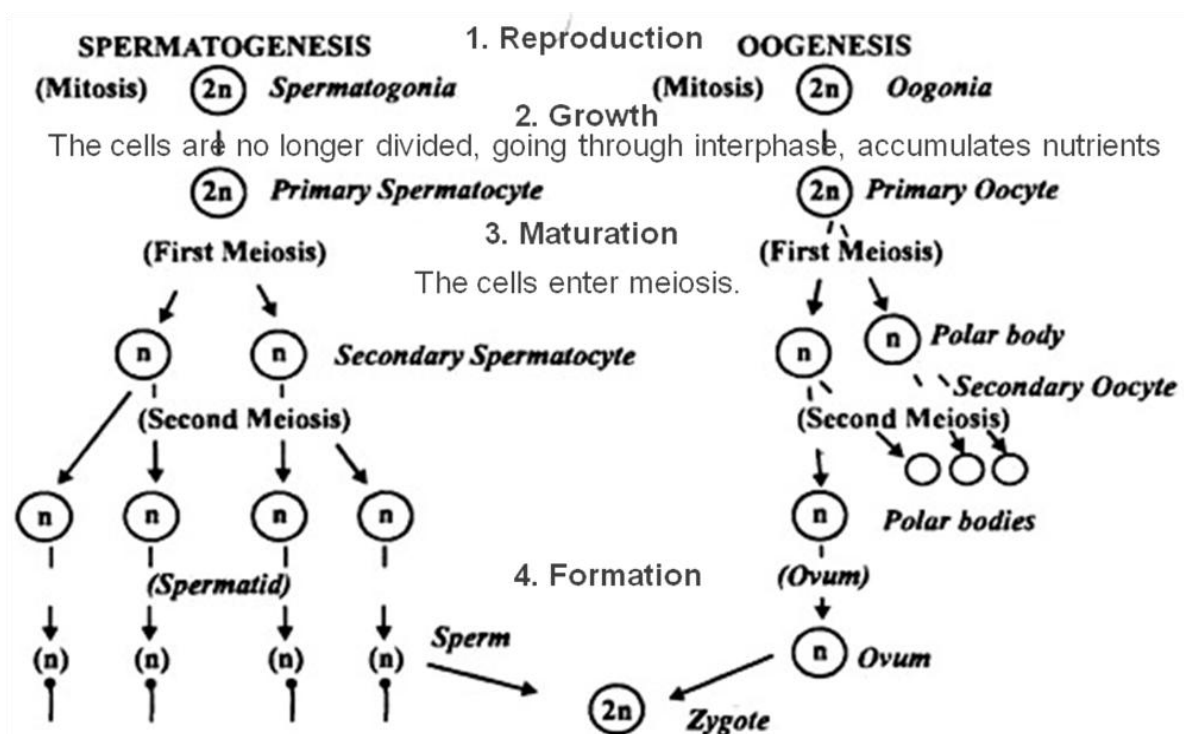 1. Reproduction
SPERMATOGENESIS OOGENESIS
(Mitosis) 2n Spermatogonia (Mitosis) 2n Oogonia
2. Growth
The cells are no longer divided, going through interphase, accumulates nutrients
2n Primary Spermatocyte 2n Primary Oocyte
3. Maturation
(First Meiosis) (First Meiosis)
The cells enter meiosis.
n n Secondary Spermatocyte n n Polar body
Secondary Oocyte
(Second Meiosis) (Second Meiosis)
n n n n n Polar bodies
(Spermatid) 4. Formation (Ovum)
(n) (n) (n) (n) Sperm n Ovum
2n Zygote